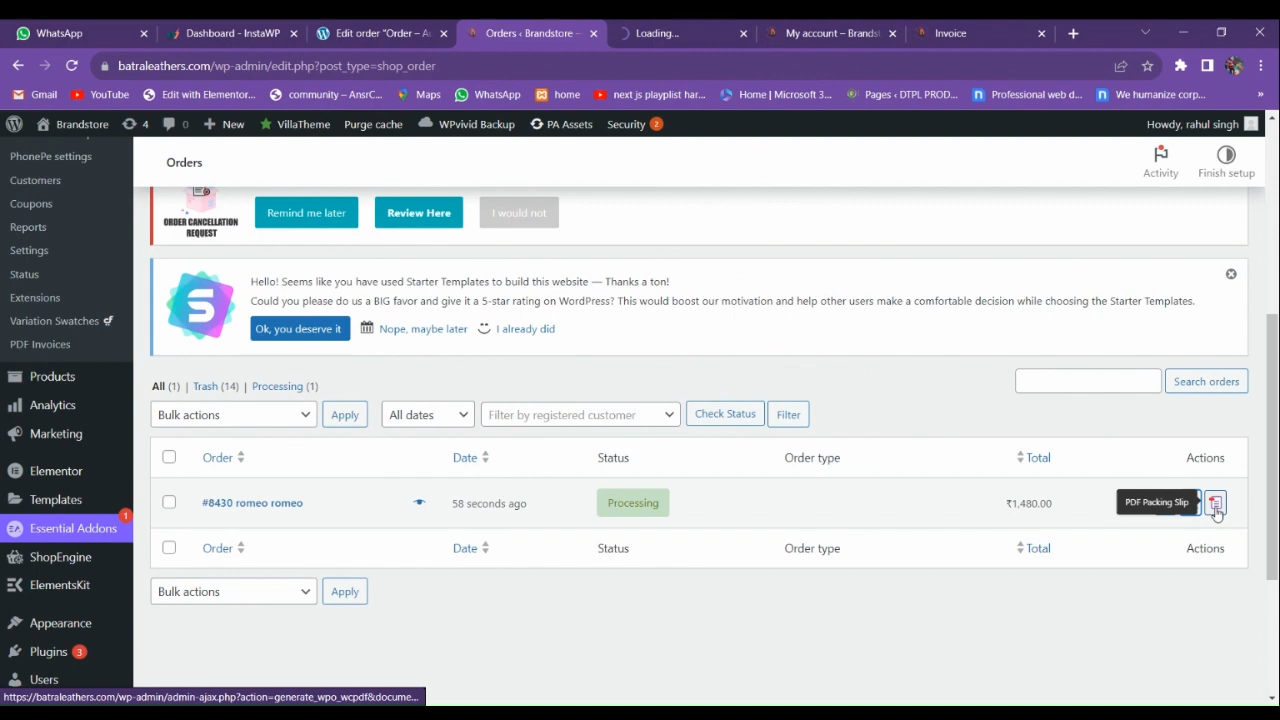 WhatsApp
Dashboard - InstaWP
Edit order "Order – A
Orders ‹ Brandstore —
Loading...
My account – Brands
Invoice
batraleathers.com/wp-admin/edit.php?post_type=shop_order
Gmail
YouTube
Edit with Elementor...
community – AnsrC...
Maps
WhatsApp
home
next js playlist har...
Home | Microsoft 3...
Pages ‹ DTPL PROD...
Professional web d...
We humanize corp...
»
Brandstore
4
0
New
VillaTheme
Purge cache
WPvivid Backup
PA Assets
Security 2
Howdy, rahul singh
PhonePe settings
Customers
Coupons
Reports
Settings
Status
Extensions
Variation Swatches
PDF Invoices
Products
Analytics
Marketing
Elementor
Templates
Essential Addons 1
ShopEngine
ElementsKit
Appearance
Plugins 3
Users
Orders
Activity
Finish setup
ORDER CANCELLATION
REQUEST
Remind me later
Review Here
I would not
Hello! Seems like you have used Starter Templates to build this website — Thanks a ton!
Could you please do us a BIG favor and give it a 5-star rating on WordPress? This would boost our motivation and help other users make a comfortable decision while choosing the Starter Templates.
Ok, you deserve it
Nope, maybe later
I already did
All (1) | Trash (14) | Processing (1)
Search orders
Bulk actions
Apply
All dates
Filter by registered customer
Check Status
Filter
Order
Date
Status
Order type
Total
Actions
#8430 romeo romeo
58 seconds ago
Processing
₹1,480.00
PDF Packing Slip
Order
Date
Status
Order type
Total
Actions
Bulk actions
Apply
https://batraleathers.com/wp-admin/admin-ajax.php?action=generate_wpo_wcpdf&docume...